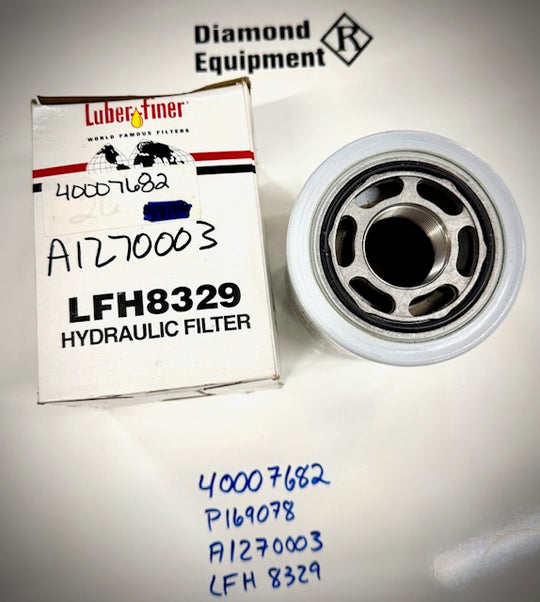 Diamond
Equipment
R
Luber-finer
WORLD FAMOUS FILTERS
40007682
A1270003
LFH8329
HYDRAULIC FILTER
40007682
P169078
A1270003
LFH 8329